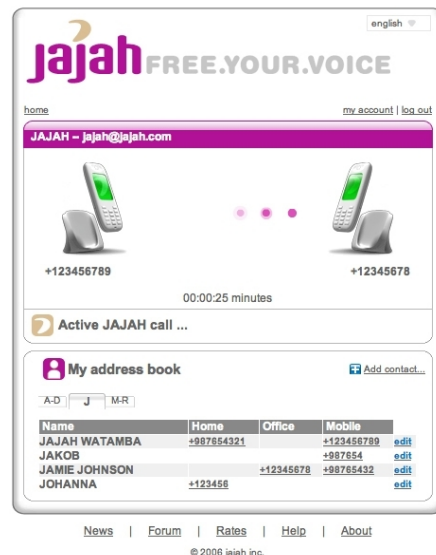 english
jajah FREE.YOUR.VOICE
home my account | log out
JAJAH – jajah@jajah.com
+123456789 +12345678
00:00:25 minutes
Active JAJAH call ...
My address book Add contact...
A-D J M-R
Name Home Office Mobile
JAJAH WATAMBA +987654321 +123456789 edit
JAKOB +987654 edit
JAMIE JOHNSON +12345678 +98765432 edit
JOHANNA +123456 edit
News | Forum | Rates | Help | About
© 2006 jajah inc.